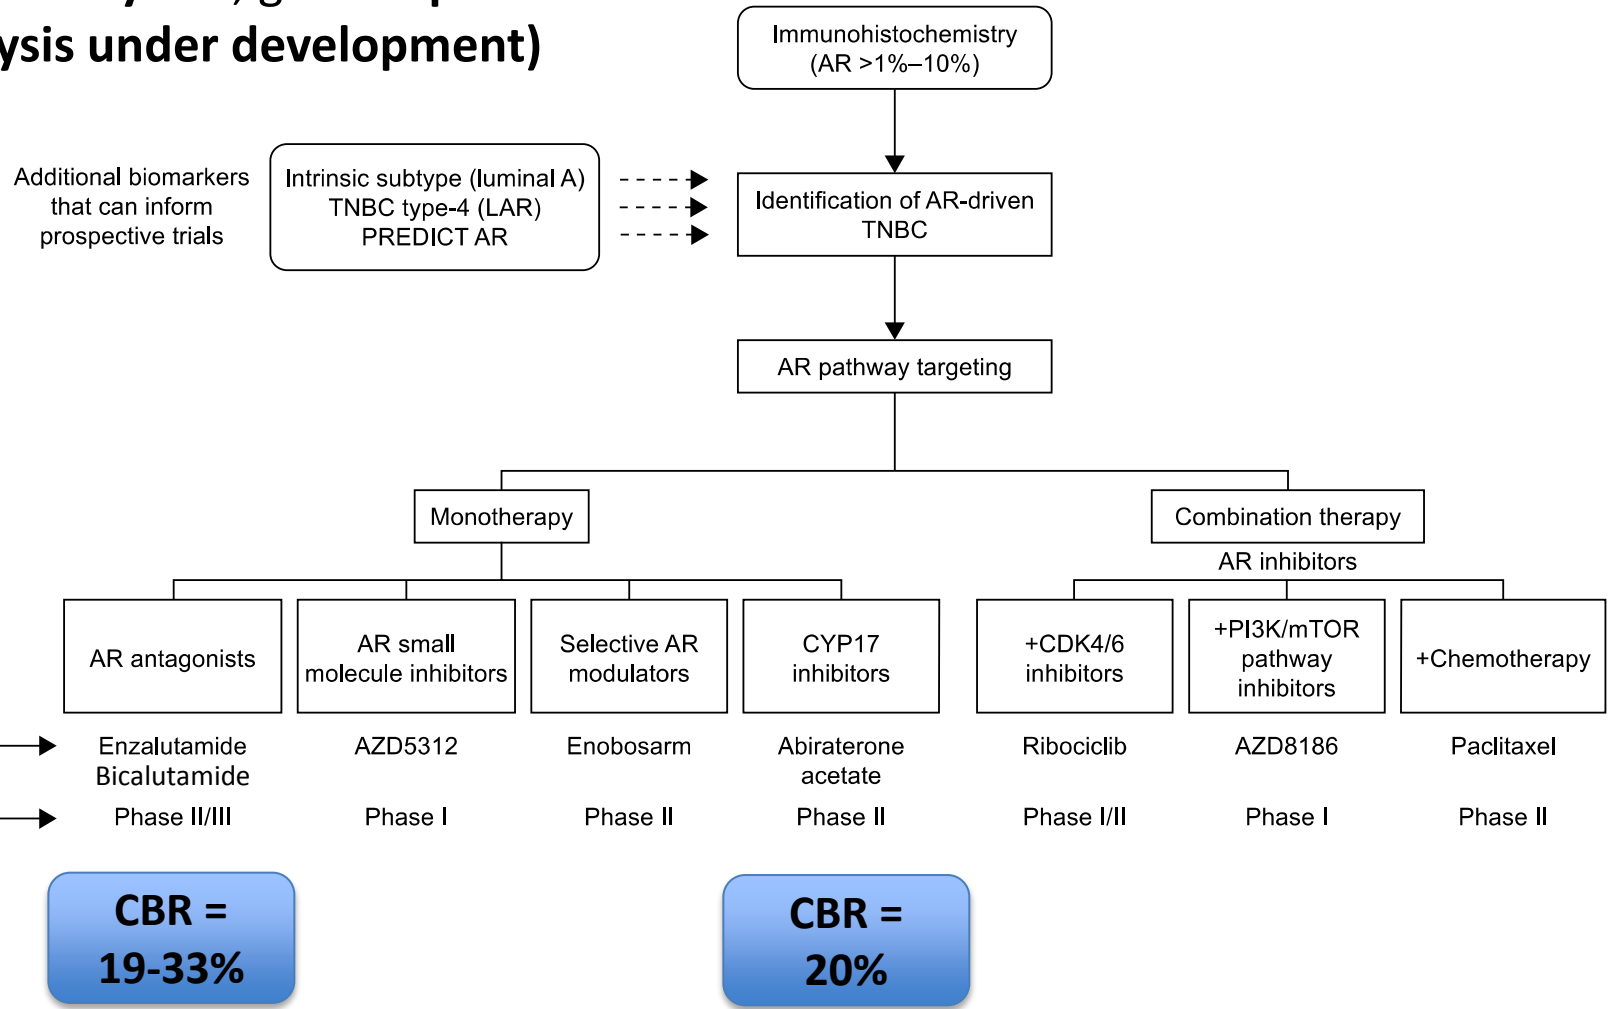 lysis under development)
Immunohistochemistry
(AR >1%–10%)
Additional biomarkers
that can inform
prospective trials
Intrinsic subtype (luminal A)
TNBC type-4 (LAR)
PREDICT AR
Identification of AR-driven
TNBC
AR pathway targeting
Monotherapy
Combination therapy
AR inhibitors
AR antagonists
AR small
molecule inhibitors
Selective AR
modulators
CYP17
inhibitors
+CDK4/6
inhibitors
+PI3K/mTOR
pathway
inhibitors
+Chemotherapy
Enzalutamide
Bicalutamide
AZD5312
Enobosarm
Abiraterone
acetate
Ribociclib
AZD8186
Paclitaxel
Phase II/III
Phase I
Phase II
Phase II
Phase I/II
Phase I
Phase II
CBR =
19-33%
CBR =
20%